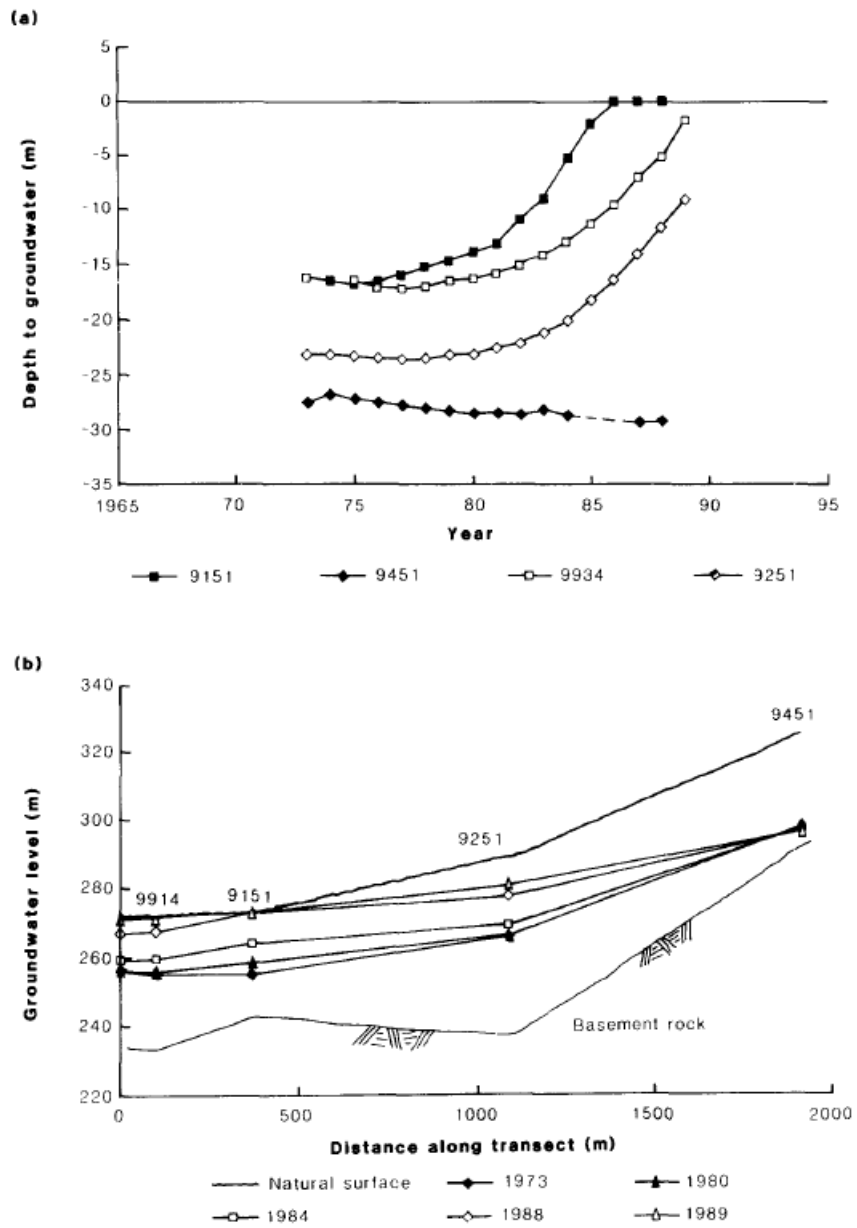 (a)
5
0
-5
-10
-15
-20
-25
-30
-35
Depth to groundwater (m)
1965 70 75 80 85 90 95
Year
9151 9451 9934 9251
(b)
340
320
300
280
260
240
220
Groundwater level (m)
9451
9251
9914 9151
Basement rock
0 500 1000 1500 2000
Distance along transect (m)
Natural surface 1973 1980
1984 1988 1989